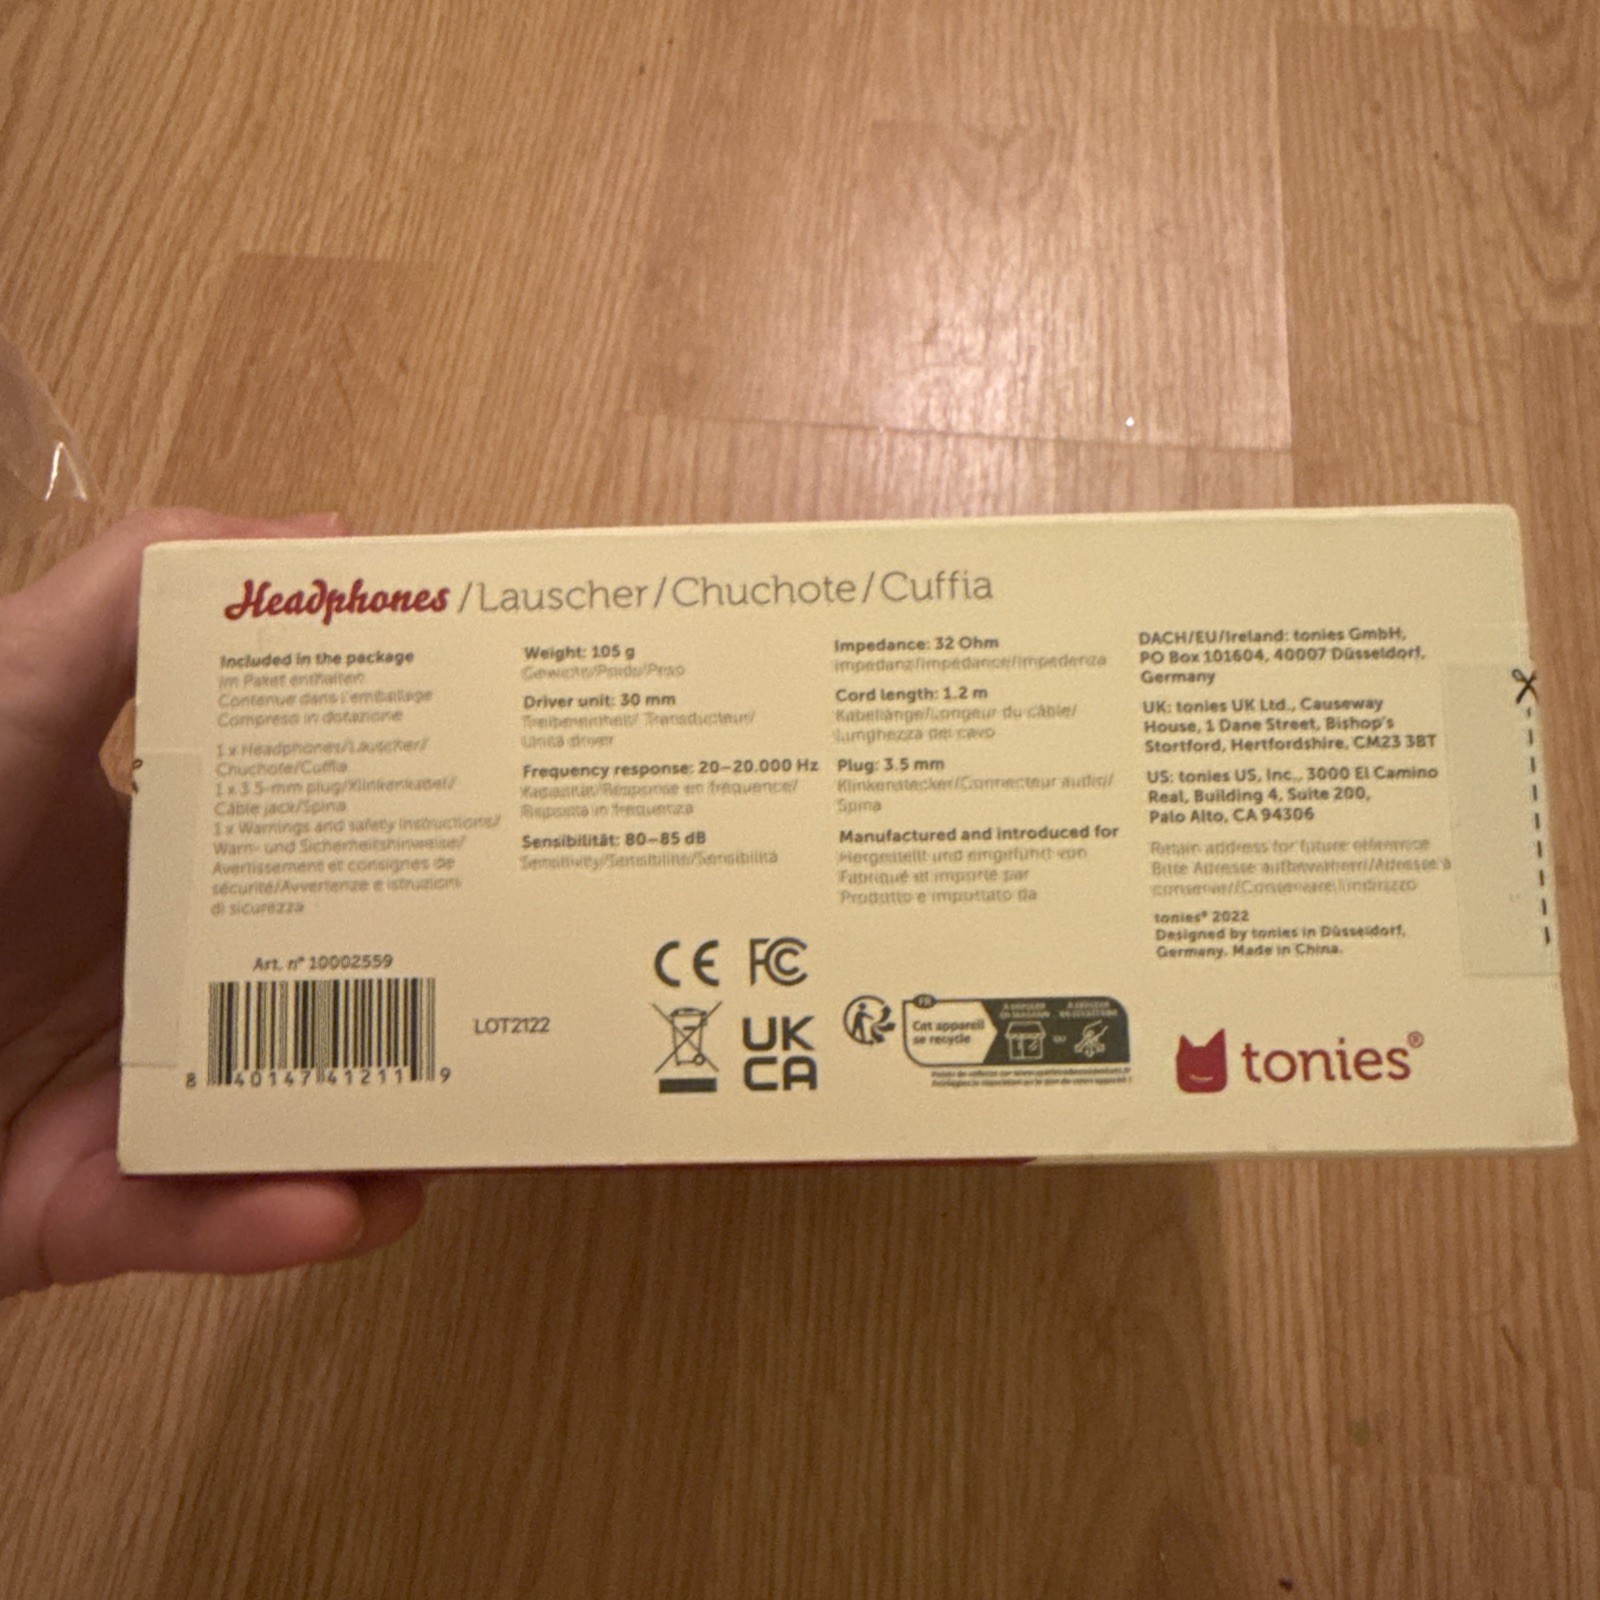 Headphones / Lauscher / Chuchote / Cuffia
Included in the package
Im Paket enthalten
Contenue dans l'emballage
Compreso in dotazione
1 x Headphones/Lauscher/
Chuchote/Cuffia
1 x 3.5-mm plug/Klinkenkabel/
Câble jack/Spina
1 x Warnings and safety instructions/
Warn- und Sicherheitshinweise/
Avertissement et consignes de
sécurité/Avvertenze e istruzioni
di sicurezza
Weight: 105 g
Gewicht/Poids/Peso
Driver unit: 30 mm
Treibereinheit/ Transducteur/
Unità driver
Frequency response: 20–20.000 Hz
Response en fréquence/
Risposta in frequenza
Sensibilität: 80–85 dB
Sensitivity/Sensibilité/Sensibilità
Impedance: 32 Ohm
Impedanz/Impédance/Impedenza
Cord length: 1.2 m
Kabellänge/Longeur du câble/
Lunghezza del cavo
Plug: 3.5 mm
Klinkenstecker/Connecteur audio/
Spina
Manufactured and introduced for
Hergestellt und eingeführt von
Fabriqué et importé par
Prodotto e importato da
DACH/EU/Ireland: tonies GmbH,
PO Box 101604, 40007 Düsseldorf,
Germany
UK: tonies UK Ltd., Causeway
House, 1 Dane Street, Bishop's
Stortford, Hertfordshire, CM23 3BT
US: tonies US, Inc., 3000 El Camino
Real, Building 4, Suite 200,
Palo Alto, CA 94306
Retain address for future reference
Bitte Adresse aufbewahren!/Adresse à
conserver/Conservare l'indirizzo
tonies® 2022
Designed by tonies in Düsseldorf,
Germany. Made in China.
Art. n° 10002559
8 40147 41211 9
LOT2122
CE FC
UK
CA
FR
Cet appareil
se recycle
À DÉPOSER
EN MAGASIN
OU
À DÉPOSER
EN DÉCHÈTERIE
tonies®